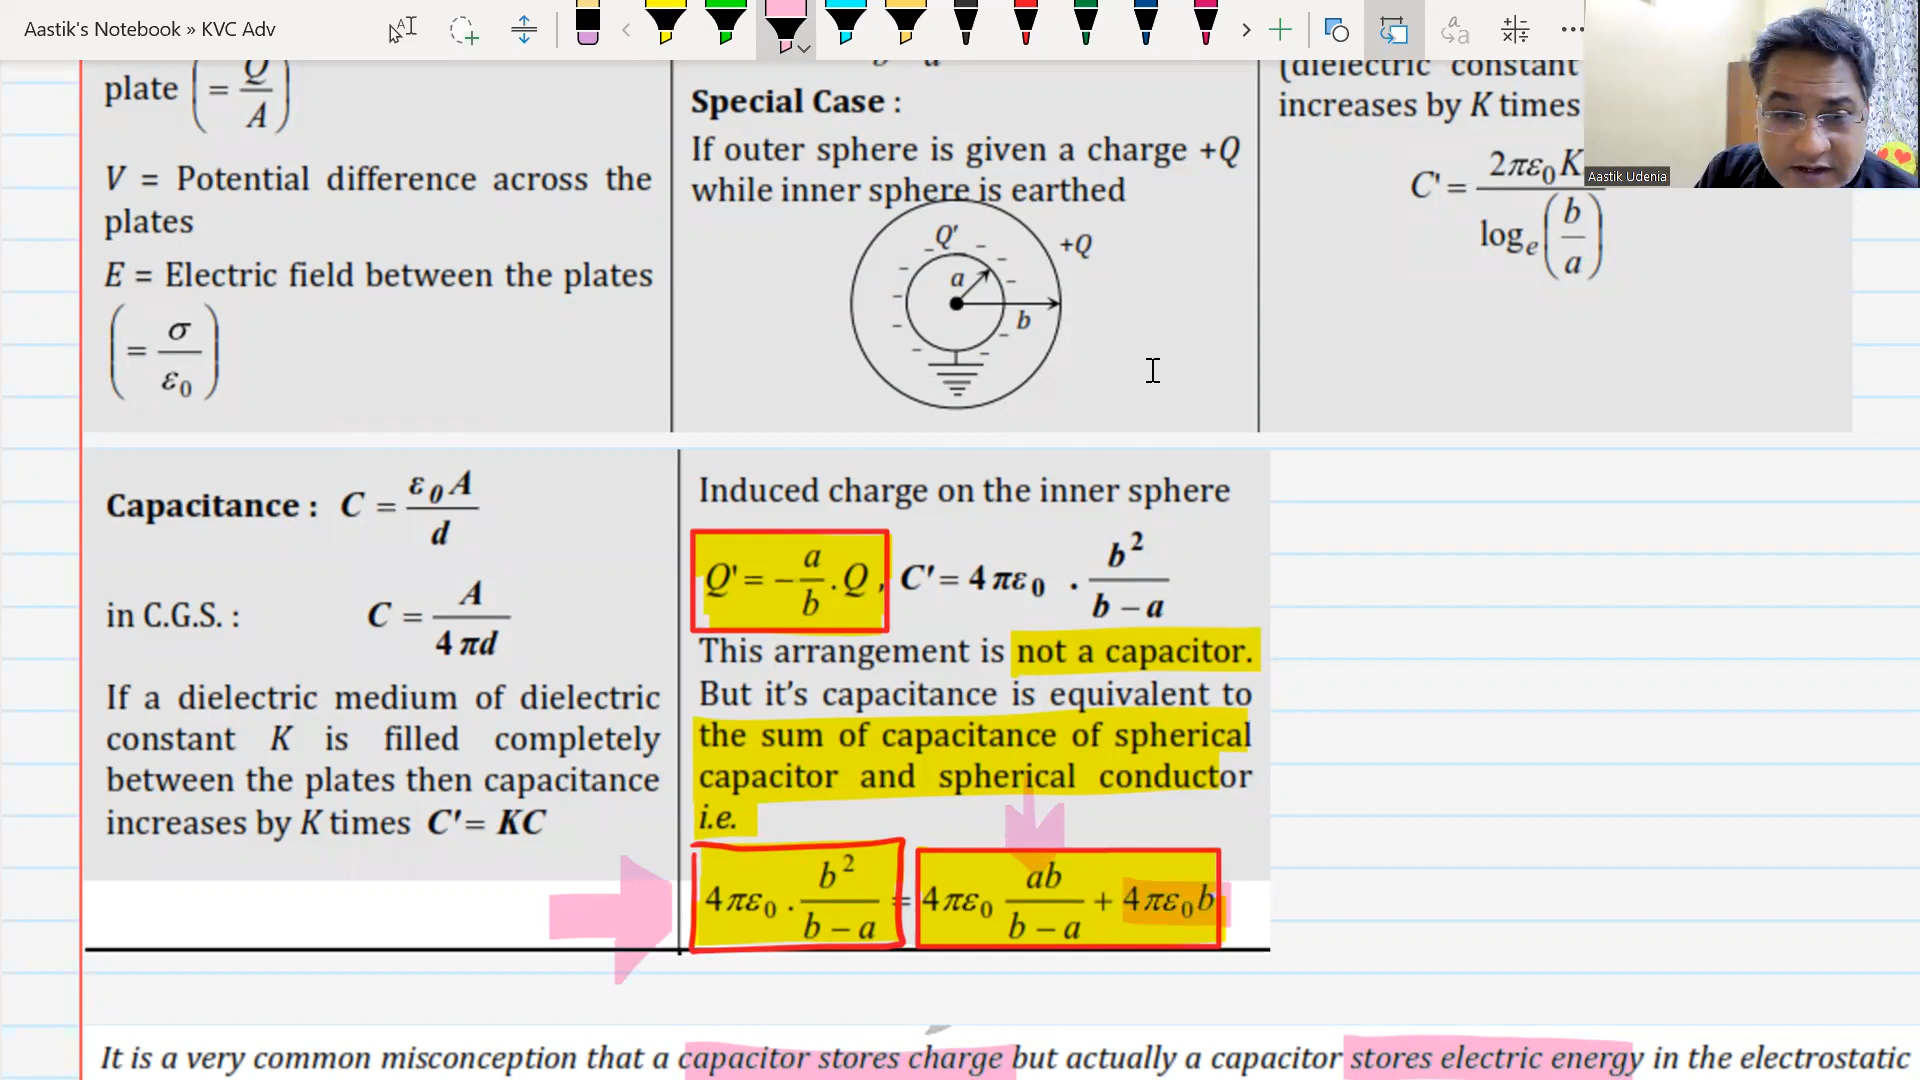 Aastik's Notebook » KVC Adv
plate (= Q/A)
V = Potential difference across the
plates
E = Electric field between the plates
(= σ/ε₀)
Special Case :
If outer sphere is given a charge +Q
while inner sphere is earthed
Q'
+Q
a
b
(dielectric constant
increases by K times
C' = 2πε₀K / logₑ(b/a)
Aastik Udenia
Capacitance : C = ε₀A/d
in C.G.S. : C = A/4πd
If a dielectric medium of dielectric
constant K is filled completely
between the plates then capacitance
increases by K times C' = KC
Induced charge on the inner sphere
Q' = −a/b . Q , C' = 4πε₀ . b²/(b − a)
This arrangement is not a capacitor.
But it's capacitance is equivalent to
the sum of capacitance of spherical
capacitor and spherical conductor
i.e.
4πε₀ . b²/(b − a) = 4πε₀ ab/(b − a) + 4πε₀b
It is a very common misconception that a capacitor stores charge but actually a capacitor stores electric energy in the electrostatic